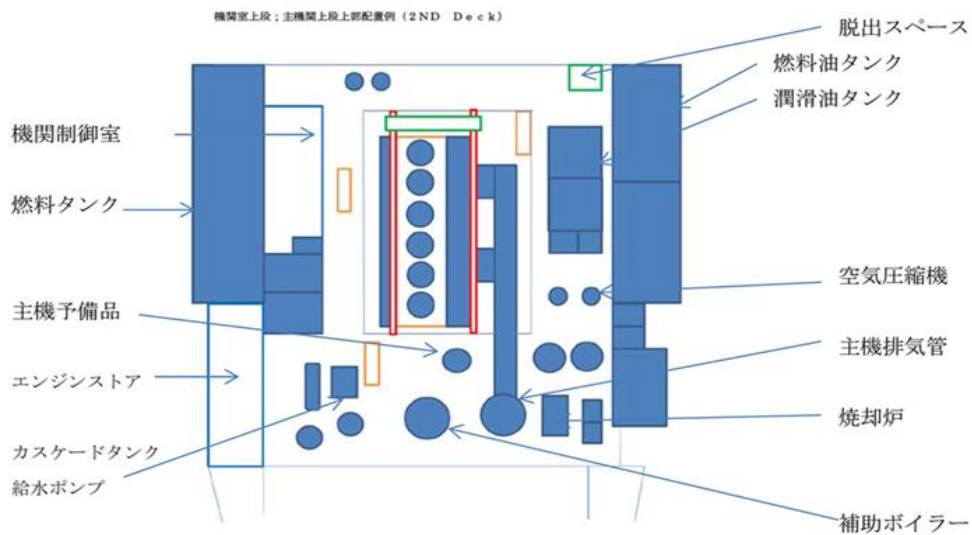 機関室上段；主機関上段上部配置例（２ＮＤ　Ｄｅｃｋ）
脱出スペース
燃料油タンク
潤滑油タンク
機関制御室
燃料タンク
空気圧縮機
主機予備品
主機排気管
エンジンストア
焼却炉
カスケードタンク
給水ポンプ
補助ボイラー